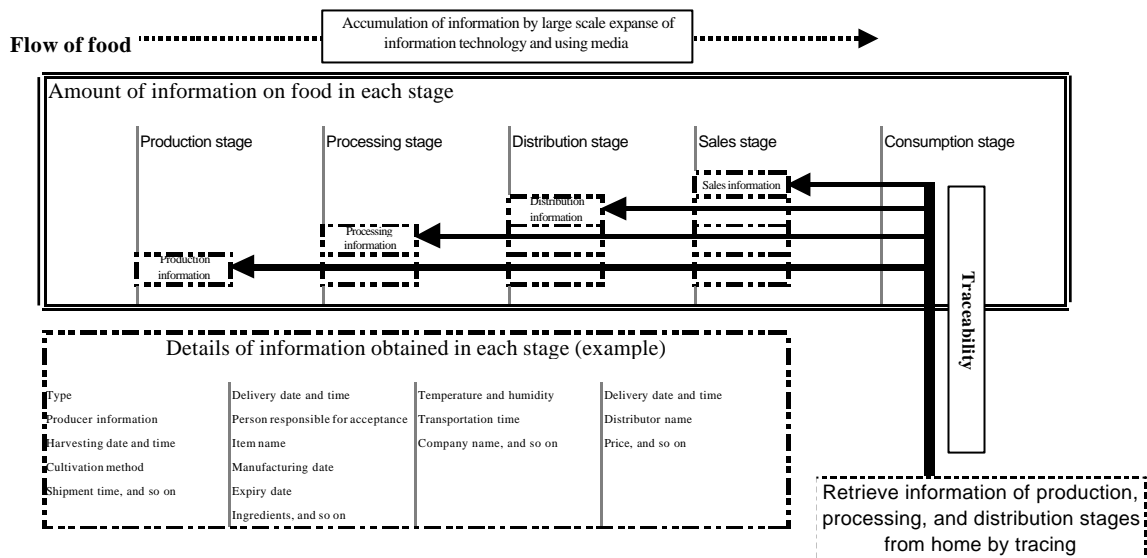 Accumulation of information by large scale expanse of
information technology and using media
Flow of food
Amount of information on food in each stage
Production stage
Processing stage
Distribution stage
Sales stage
Consumption stage
Sales information
Distribution
information
Processing
information
Production
information
Traceability
Details of information obtained in each stage (example)
Type
Producer information
Harvesting date and time
Cultivation method
Shipment time, and so on
Delivery date and time
Person responsible for acceptance
Item name
Manufacturing date
Expiry date
Ingredients, and so on
Temperature and humidity
Transportation time
Company name, and so on
Delivery date and time
Distributor name
Price, and so on
Retrieve information of production,
processing, and distribution stages
from home by tracing